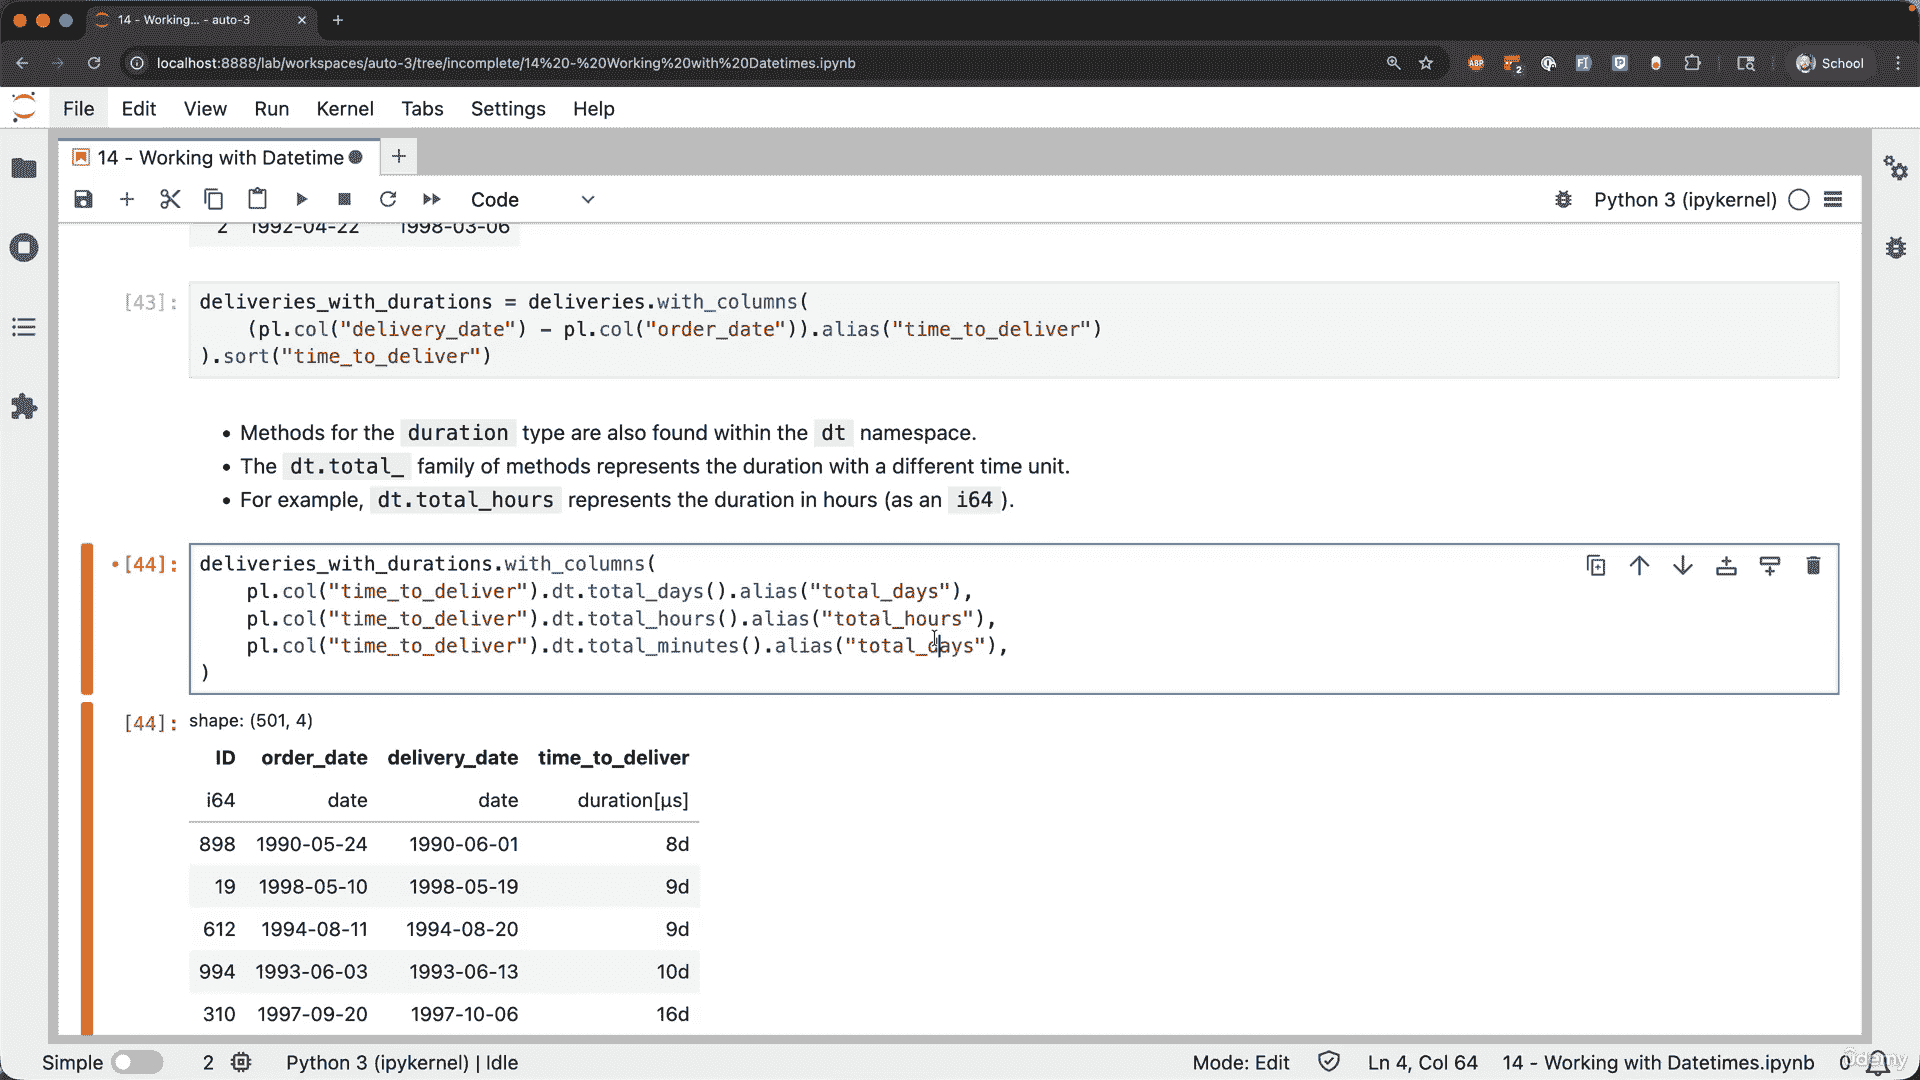 14 - Working... - auto-3
localhost:8888/lab/workspaces/auto-3/tree/incomplete/14%20-%20Working%20with%20Datetimes.ipynb
ABP
2
School
File Edit View Run Kernel Tabs Settings Help
14 - Working with Datetime
Code
Python 3 (ipykernel)
2 1992-04-22 1998-03-06
[43]: deliveries_with_durations = deliveries.with_columns(
(pl.col("delivery_date") - pl.col("order_date")).alias("time_to_deliver")
).sort("time_to_deliver")
• Methods for the duration type are also found within the dt namespace.
• The dt.total_ family of methods represents the duration with a different time unit.
• For example, dt.total_hours represents the duration in hours (as an i64 ).
•[44]: deliveries_with_durations.with_columns(
pl.col("time_to_deliver").dt.total_days().alias("total_days"),
pl.col("time_to_deliver").dt.total_hours().alias("total_hours"),
pl.col("time_to_deliver").dt.total_minutes().alias("total_days"),
)
[44]: shape: (501, 4)
ID order_date delivery_date time_to_deliver
i64 date date duration[μs]
898 1990-05-24 1990-06-01 8d
19 1998-05-10 1998-05-19 9d
612 1994-08-11 1994-08-20 9d
994 1993-06-03 1993-06-13 10d
310 1997-09-20 1997-10-06 16d
Simple 2 Python 3 (ipykernel) | Idle Mode: Edit Ln 4, Col 64 14 - Working with Datetimes.ipynb 0